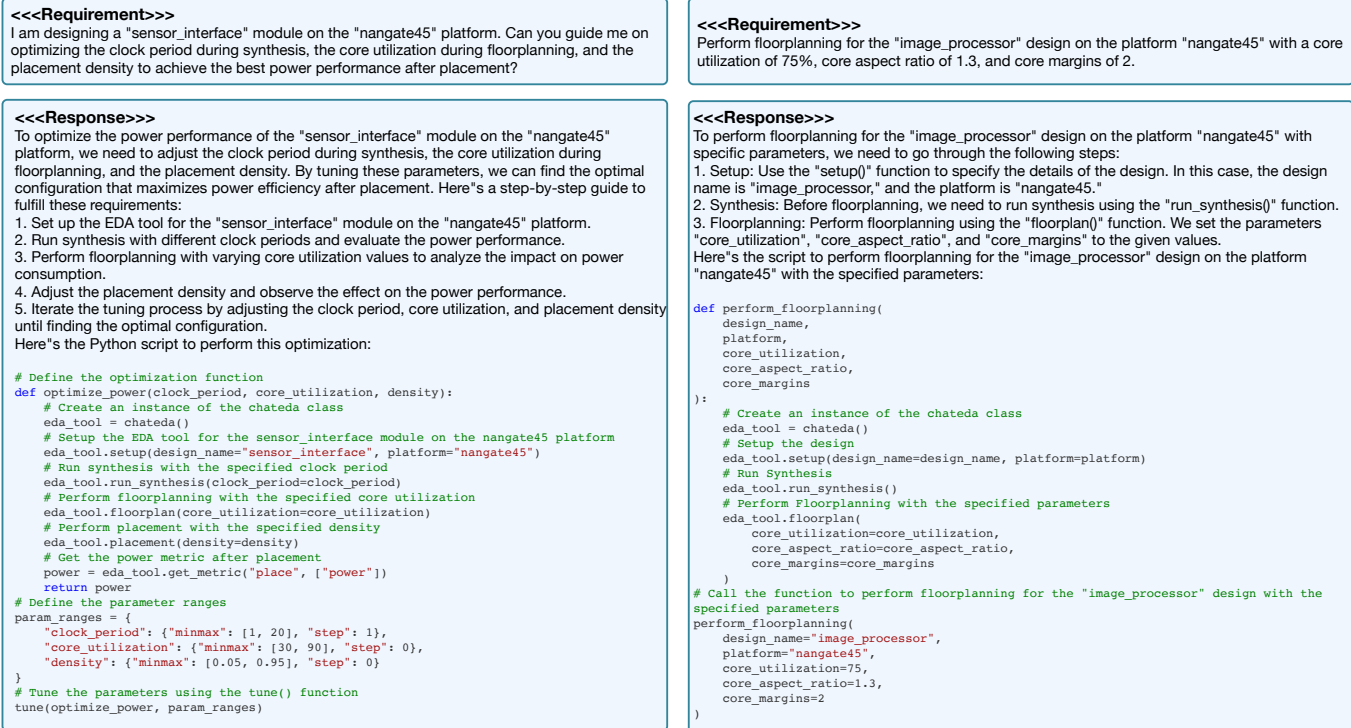 <<<Requirement>>>
I am designing a "sensor_interface" module on the "nangate45" platform. Can you guide me on
optimizing the clock period during synthesis, the core utilization during floorplanning, and the
placement density to achieve the best power performance after placement?
<<<Response>>>
To optimize the power performance of the "sensor_interface" module on the "nangate45"
platform, we need to adjust the clock period during synthesis, the core utilization during
floorplanning, and the placement density. By tuning these parameters, we can find the optimal
configuration that maximizes power efficiency after placement. Here"s a step-by-step guide to
fulfill these requirements:
1. Set up the EDA tool for the "sensor_interface" module on the "nangate45" platform.
2. Run synthesis with different clock periods and evaluate the power performance.
3. Perform floorplanning with varying core utilization values to analyze the impact on power
consumption.
4. Adjust the placement density and observe the effect on the power performance.
5. Iterate the tuning process by adjusting the clock period, core utilization, and placement density
until finding the optimal configuration.
Here"s the Python script to perform this optimization:
# Define the optimization function
def optimize_power(clock_period, core_utilization, density):
    # Create an instance of the chateda class
    eda_tool = chateda()
    # Setup the EDA tool for the sensor_interface module on the nangate45 platform
    eda_tool.setup(design_name="sensor_interface", platform="nangate45")
    # Run synthesis with the specified clock period
    eda_tool.run_synthesis(clock_period=clock_period)
    # Perform floorplanning with the specified core utilization
    eda_tool.floorplan(core_utilization=core_utilization)
    # Perform placement with the specified density
    eda_tool.placement(density=density)
    # Get the power metric after placement
    power = eda_tool.get_metric("place", ["power"])
    return power
# Define the parameter ranges
param_ranges = {
    "clock_period": {"minmax": [1, 20], "step": 1},
    "core_utilization": {"minmax": [30, 90], "step": 0},
    "density": {"minmax": [0.05, 0.95], "step": 0}
}
# Tune the parameters using the tune() function
tune(optimize_power, param_ranges)
<<<Requirement>>>
Perform floorplanning for the "image_processor" design on the platform "nangate45" with a core
utilization of 75%, core aspect ratio of 1.3, and core margins of 2.
<<<Response>>>
To perform floorplanning for the "image_processor" design on the platform "nangate45" with
specific parameters, we need to go through the following steps:
1. Setup: Use the "setup()" function to specify the details of the design. In this case, the design
name is "image_processor," and the platform is "nangate45."
2. Synthesis: Before floorplanning, we need to run synthesis using the "run_synthesis()" function.
3. Floorplanning: Perform floorplanning using the "floorplan()" function. We set the parameters
"core_utilization", "core_aspect_ratio", and "core_margins" to the given values.
Here"s the script to perform floorplanning for the "image_processor" design on the platform
"nangate45" with the specified parameters:
def perform_floorplanning(
    design_name,
    platform,
    core_utilization,
    core_aspect_ratio,
    core_margins
):
    # Create an instance of the chateda class
    eda_tool = chateda()
    # Setup the design
    eda_tool.setup(design_name=design_name, platform=platform)
    # Run Synthesis
    eda_tool.run_synthesis()
    # Perform Floorplanning with the specified parameters
    eda_tool.floorplan(
        core_utilization=core_utilization,
        core_aspect_ratio=core_aspect_ratio,
        core_margins=core_margins
    )
# Call the function to perform floorplanning for the "image_processor" design with the
specified parameters
perform_floorplanning(
    design_name="image_processor",
    platform="nangate45",
    core_utilization=75,
    core_aspect_ratio=1.3,
    core_margins=2
)